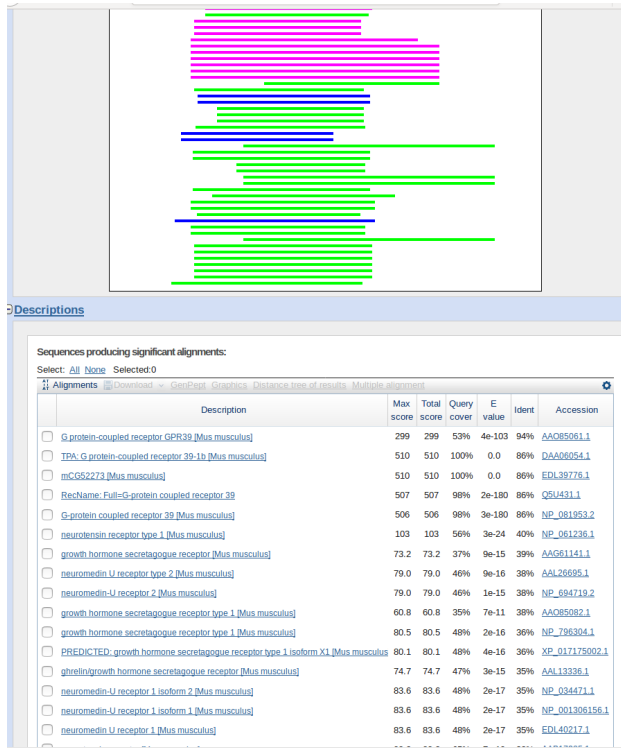 Descriptions
Sequences producing significant alignments:
Select: All None Selected:0
Alignments Download GenPept Graphics Distance tree of results Multiple alignment
Description Max score Total score Query cover E value Ident Accession
G protein-coupled receptor GPR39 [Mus musculus] 299 299 53% 4e-103 94% AAO85061.1
TPA: G protein-coupled receptor 39-1b [Mus musculus] 510 510 100% 0.0 86% DAA06054.1
mCG52273 [Mus musculus] 510 510 100% 0.0 86% EDL39776.1
RecName: Full=G-protein coupled receptor 39 507 507 98% 2e-180 86% Q5U431.1
G-protein coupled receptor 39 [Mus musculus] 506 506 98% 3e-180 86% NP_081953.2
neurotensin receptor type 1 [Mus musculus] 103 103 56% 3e-24 40% NP_061236.1
growth hormone secretagogue receptor [Mus musculus] 73.2 73.2 37% 9e-15 39% AAG61141.1
neuromedin U receptor type 2 [Mus musculus] 79.0 79.0 46% 9e-16 38% AAL26695.1
neuromedin-U receptor 2 [Mus musculus] 79.0 79.0 46% 1e-15 38% NP_694719.2
growth hormone secretagogue receptor type 1 [Mus musculus] 60.8 60.8 35% 7e-11 38% AAO85082.1
growth hormone secretagogue receptor type 1 [Mus musculus] 80.5 80.5 48% 2e-16 36% NP_796304.1
PREDICTED: growth hormone secretagogue receptor type 1 isoform X1 [Mus musculus 80.1 80.1 48% 4e-16 36% XP_017175002.1
ghrelin/growth hormone secretagogue receptor [Mus musculus] 74.7 74.7 47% 3e-15 35% AAL13336.1
neuromedin-U receptor 1 isoform 2 [Mus musculus] 83.6 83.6 48% 2e-17 35% NP_034471.1
neuromedin-U receptor 1 isoform 1 [Mus musculus] 83.6 83.6 48% 2e-17 35% NP_001306156.1
neuromedin U receptor 1 [Mus musculus] 83.6 83.6 48% 2e-17 35% EDL40217.1